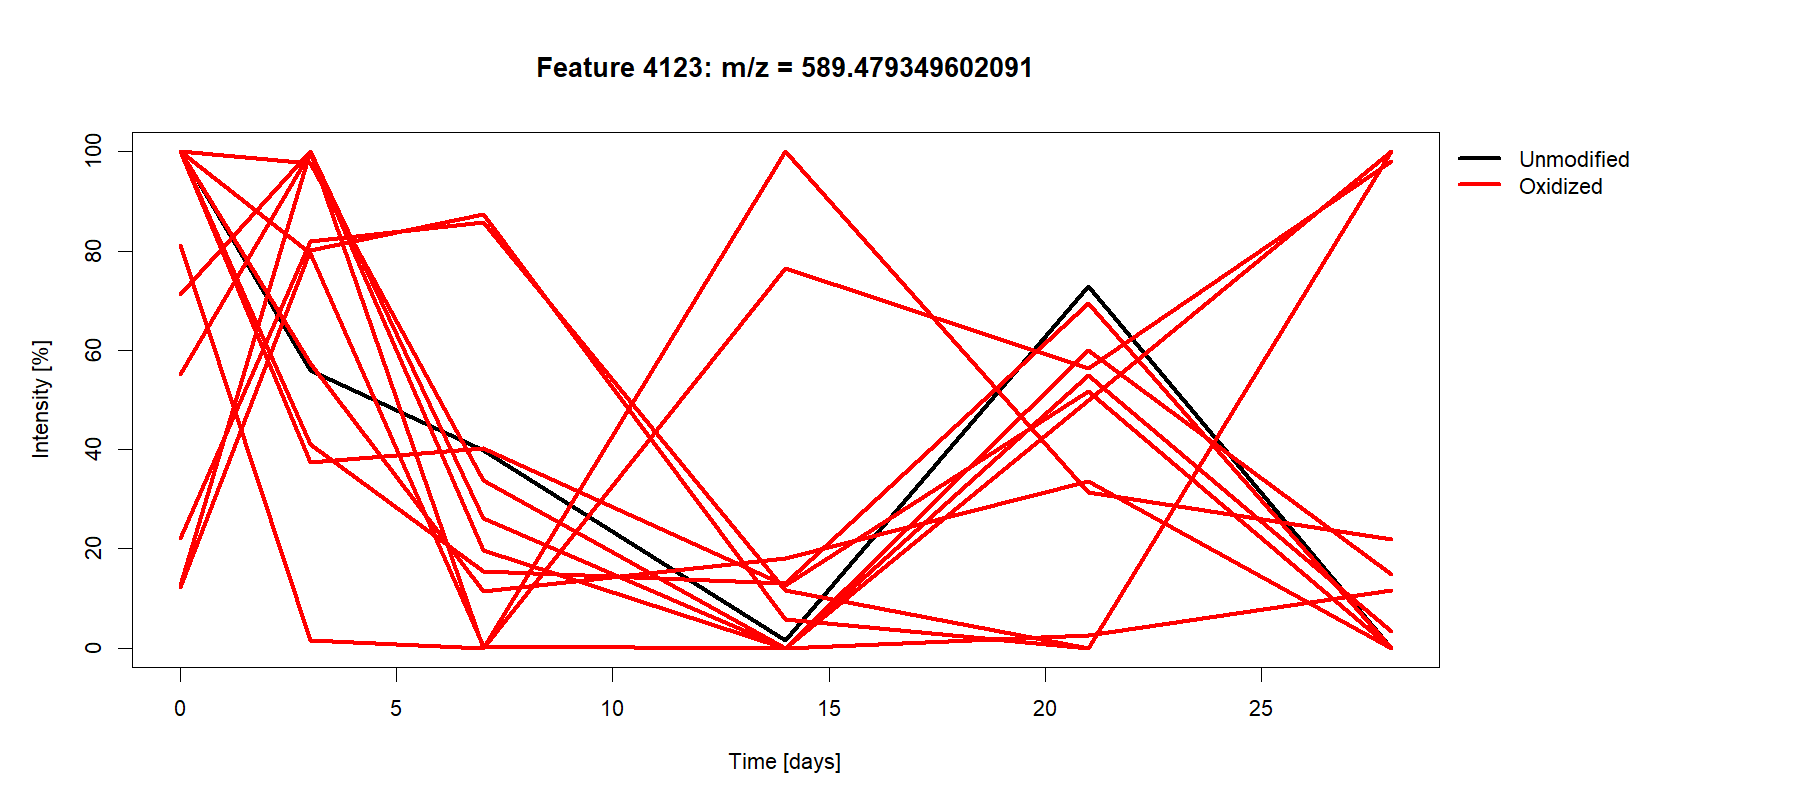 Feature 4123: m/z = 589.479349602091
Unmodified
Oxidized
Intensity [%]
100
80
60
40
20
0
0 5 10 15 20 25
Time [days]